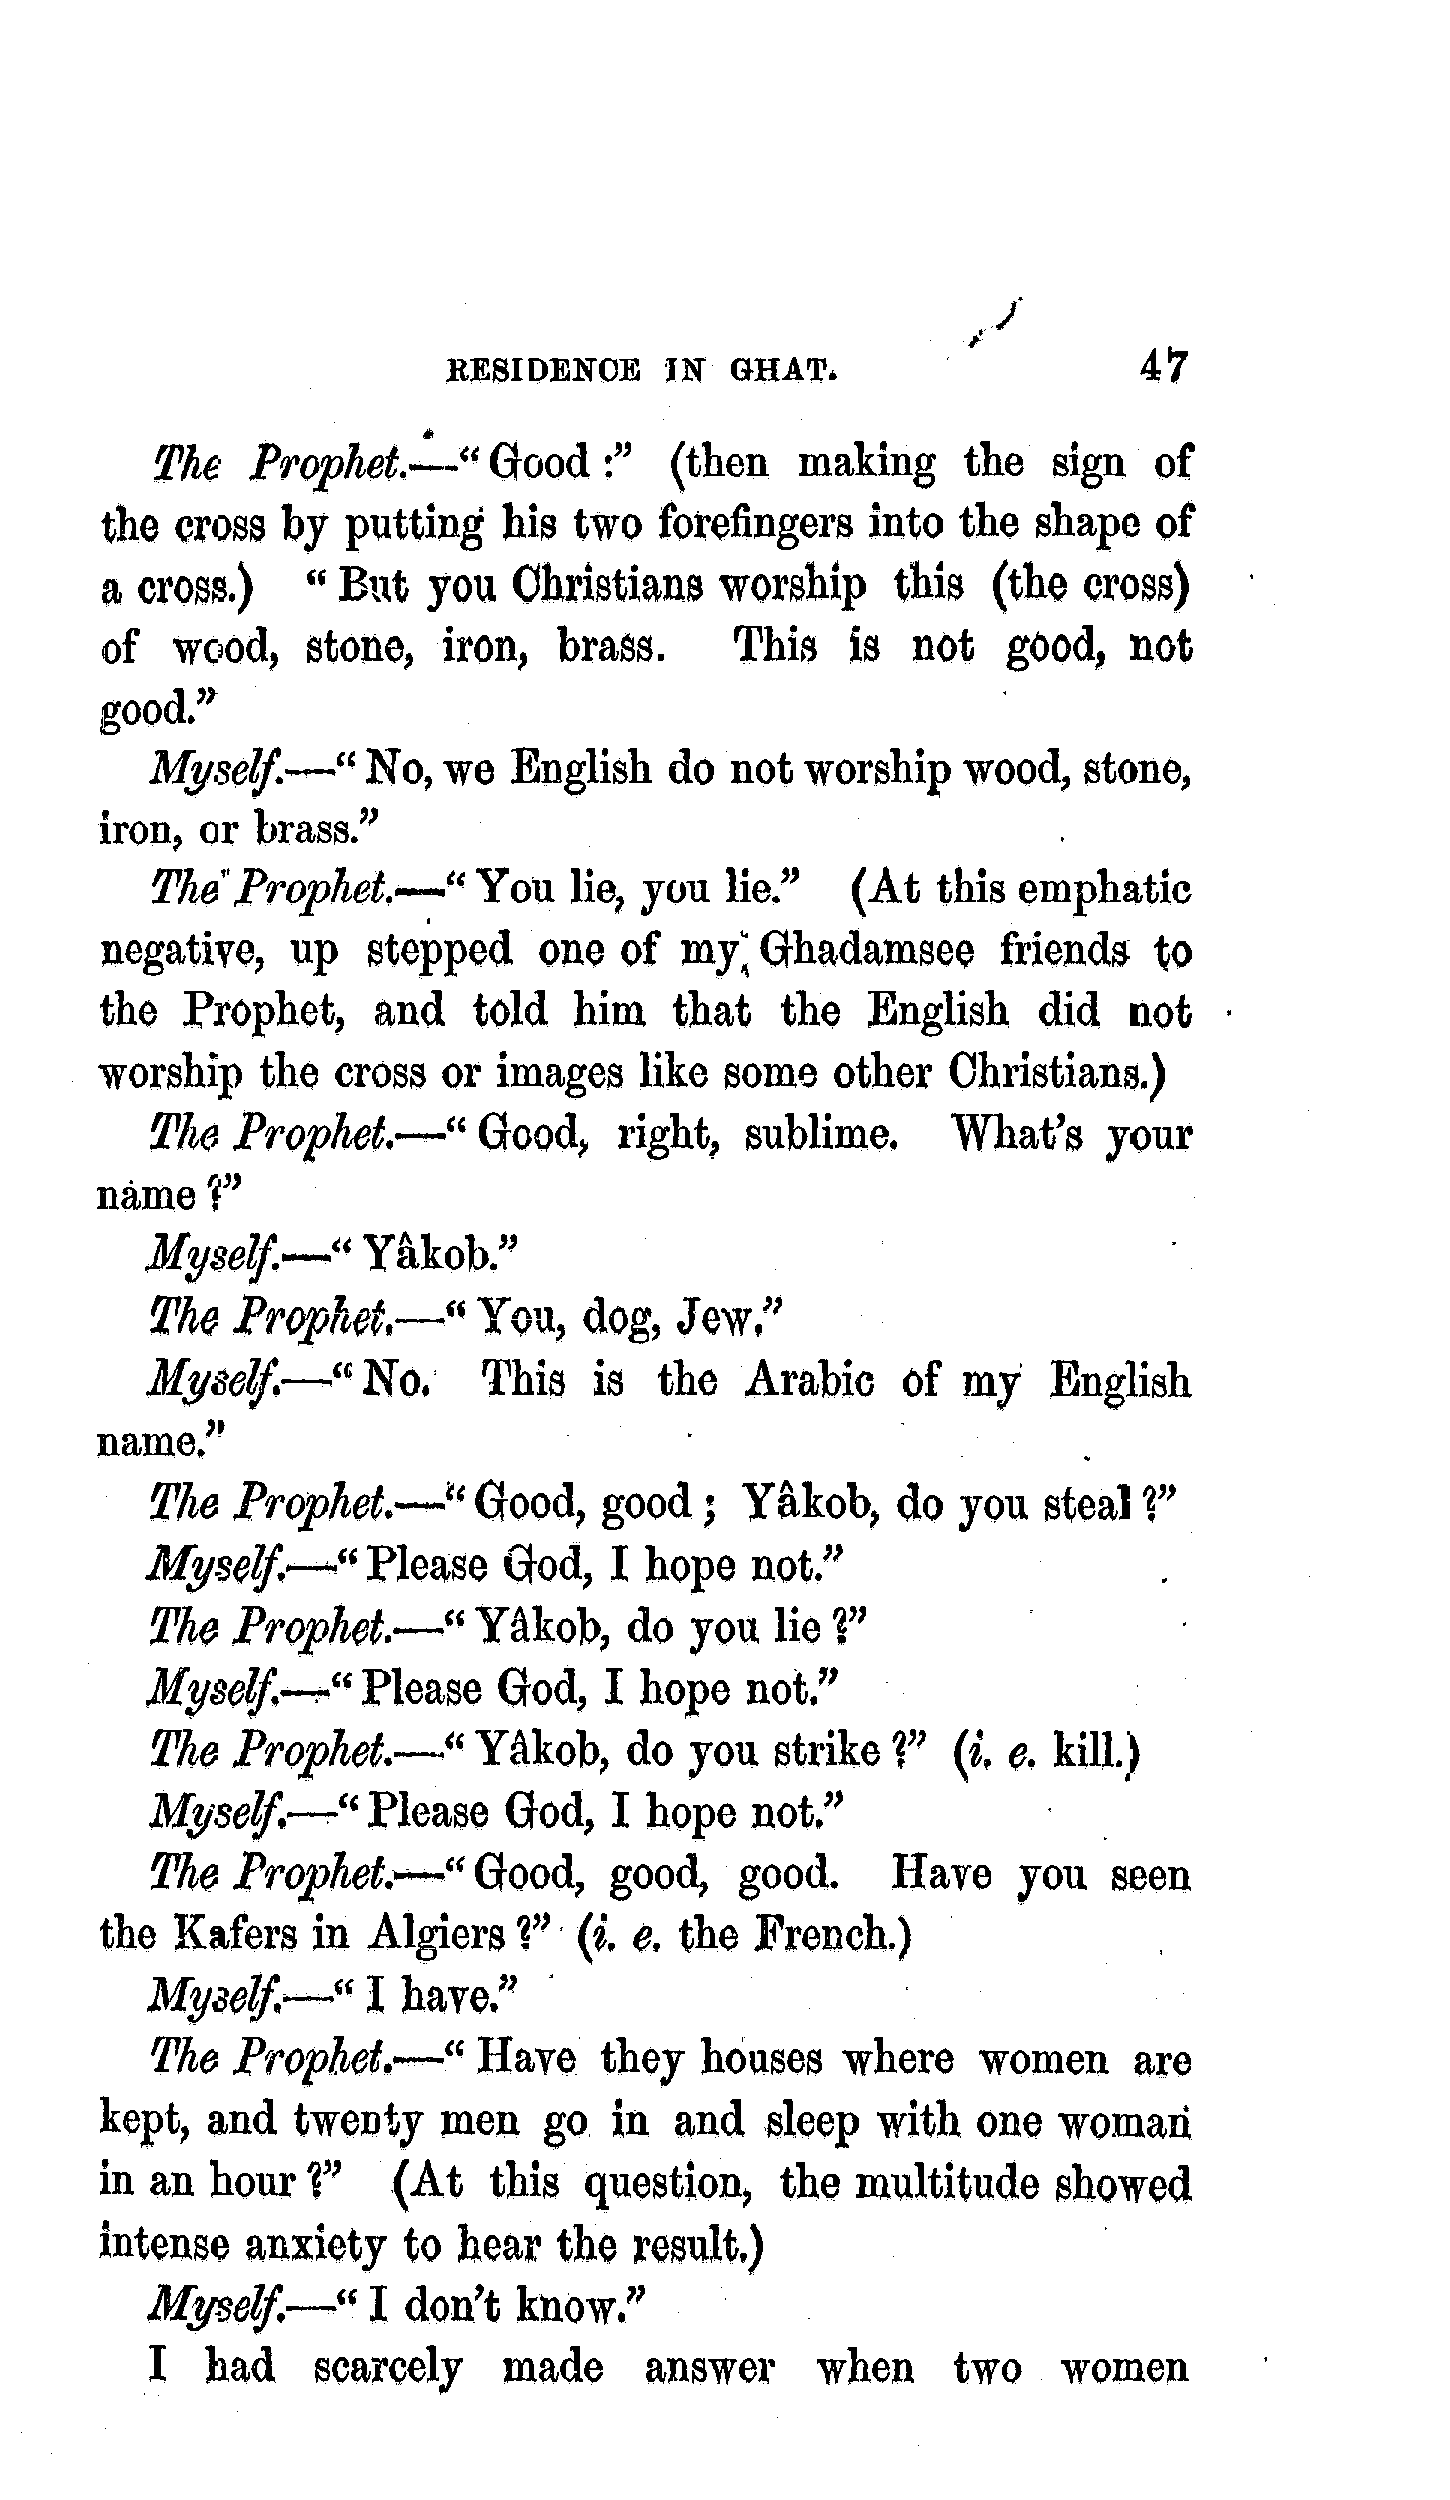 RESIDENCE IN GHAT. 47
The Prophet.—“Good:” (then making the sign of
the cross by putting his two forefingers into the shape of
a cross.) “But you Christians worship this (the cross)
of wood, stone, iron, brass. This is not good, not
good.”
Myself.—“No, we English do not worship wood, stone,
iron, or brass.”
The Prophet.—“You lie, you lie.” (At this emphatic
negative, up stepped one of my Ghadamsee friends to
the Prophet, and told him that the English did not
worship the cross or images like some other Christians.)
The Prophet.—“Good, right, sublime. What’s your
name?”
Myself.—“Yâkob.”
The Prophet.—“You, dog, Jew.”
Myself.—“No. This is the Arabic of my English
name.”
The Prophet.—“Good, good; Yâkob, do you steal?”
Myself.—“Please God, I hope not.”
The Prophet.—“Yâkob, do you lie?”
Myself.—“Please God, I hope not.”
The Prophet.—“Yâkob, do you strike?” (i. e. kill.)
Myself.—“Please God, I hope not.”
The Prophet.—“Good, good, good. Have you seen
the Kafers in Algiers?” (i. e. the French.)
Myself.—“I have.”
The Prophet.—“Have they houses where women are
kept, and twenty men go in and sleep with one woman
in an hour?” (At this question, the multitude showed
intense anxiety to hear the result.)
Myself.—“I don’t know.”
I had scarcely made answer when two women